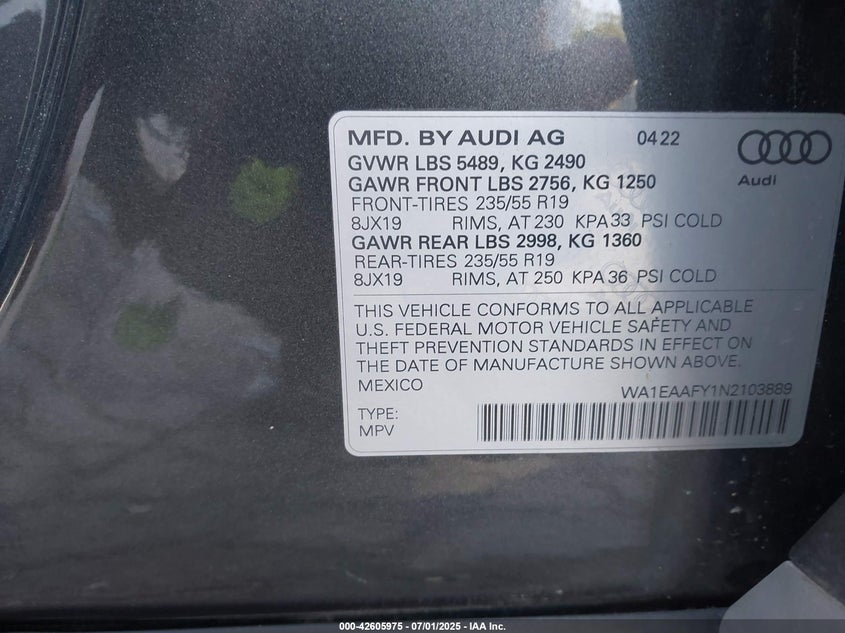 MFD. BY AUDI AG 0422
GVWR LBS 5489, KG 2490
GAWR FRONT LBS 2756, KG 1250
Audi
FRONT-TIRES 235/55 R19
8JX19 RIMS, AT 230 KPA 33 PSI COLD
GAWR REAR LBS 2998, KG 1360
REAR-TIRES 235/55 R19
8JX19 RIMS, AT 250 KPA 36 PSI COLD
THIS VEHICLE CONFORMS TO ALL APPLICABLE
U.S. FEDERAL MOTOR VEHICLE SAFETY AND
THEFT PREVENTION STANDARDS IN EFFECT ON
THE DATE OF MANUFACTURE SHOWN ABOVE.
MEXICO
WA1EAAFY1N2103889
TYPE:
MPV
000-42605975 - 07/01/2025 - IAA Inc.